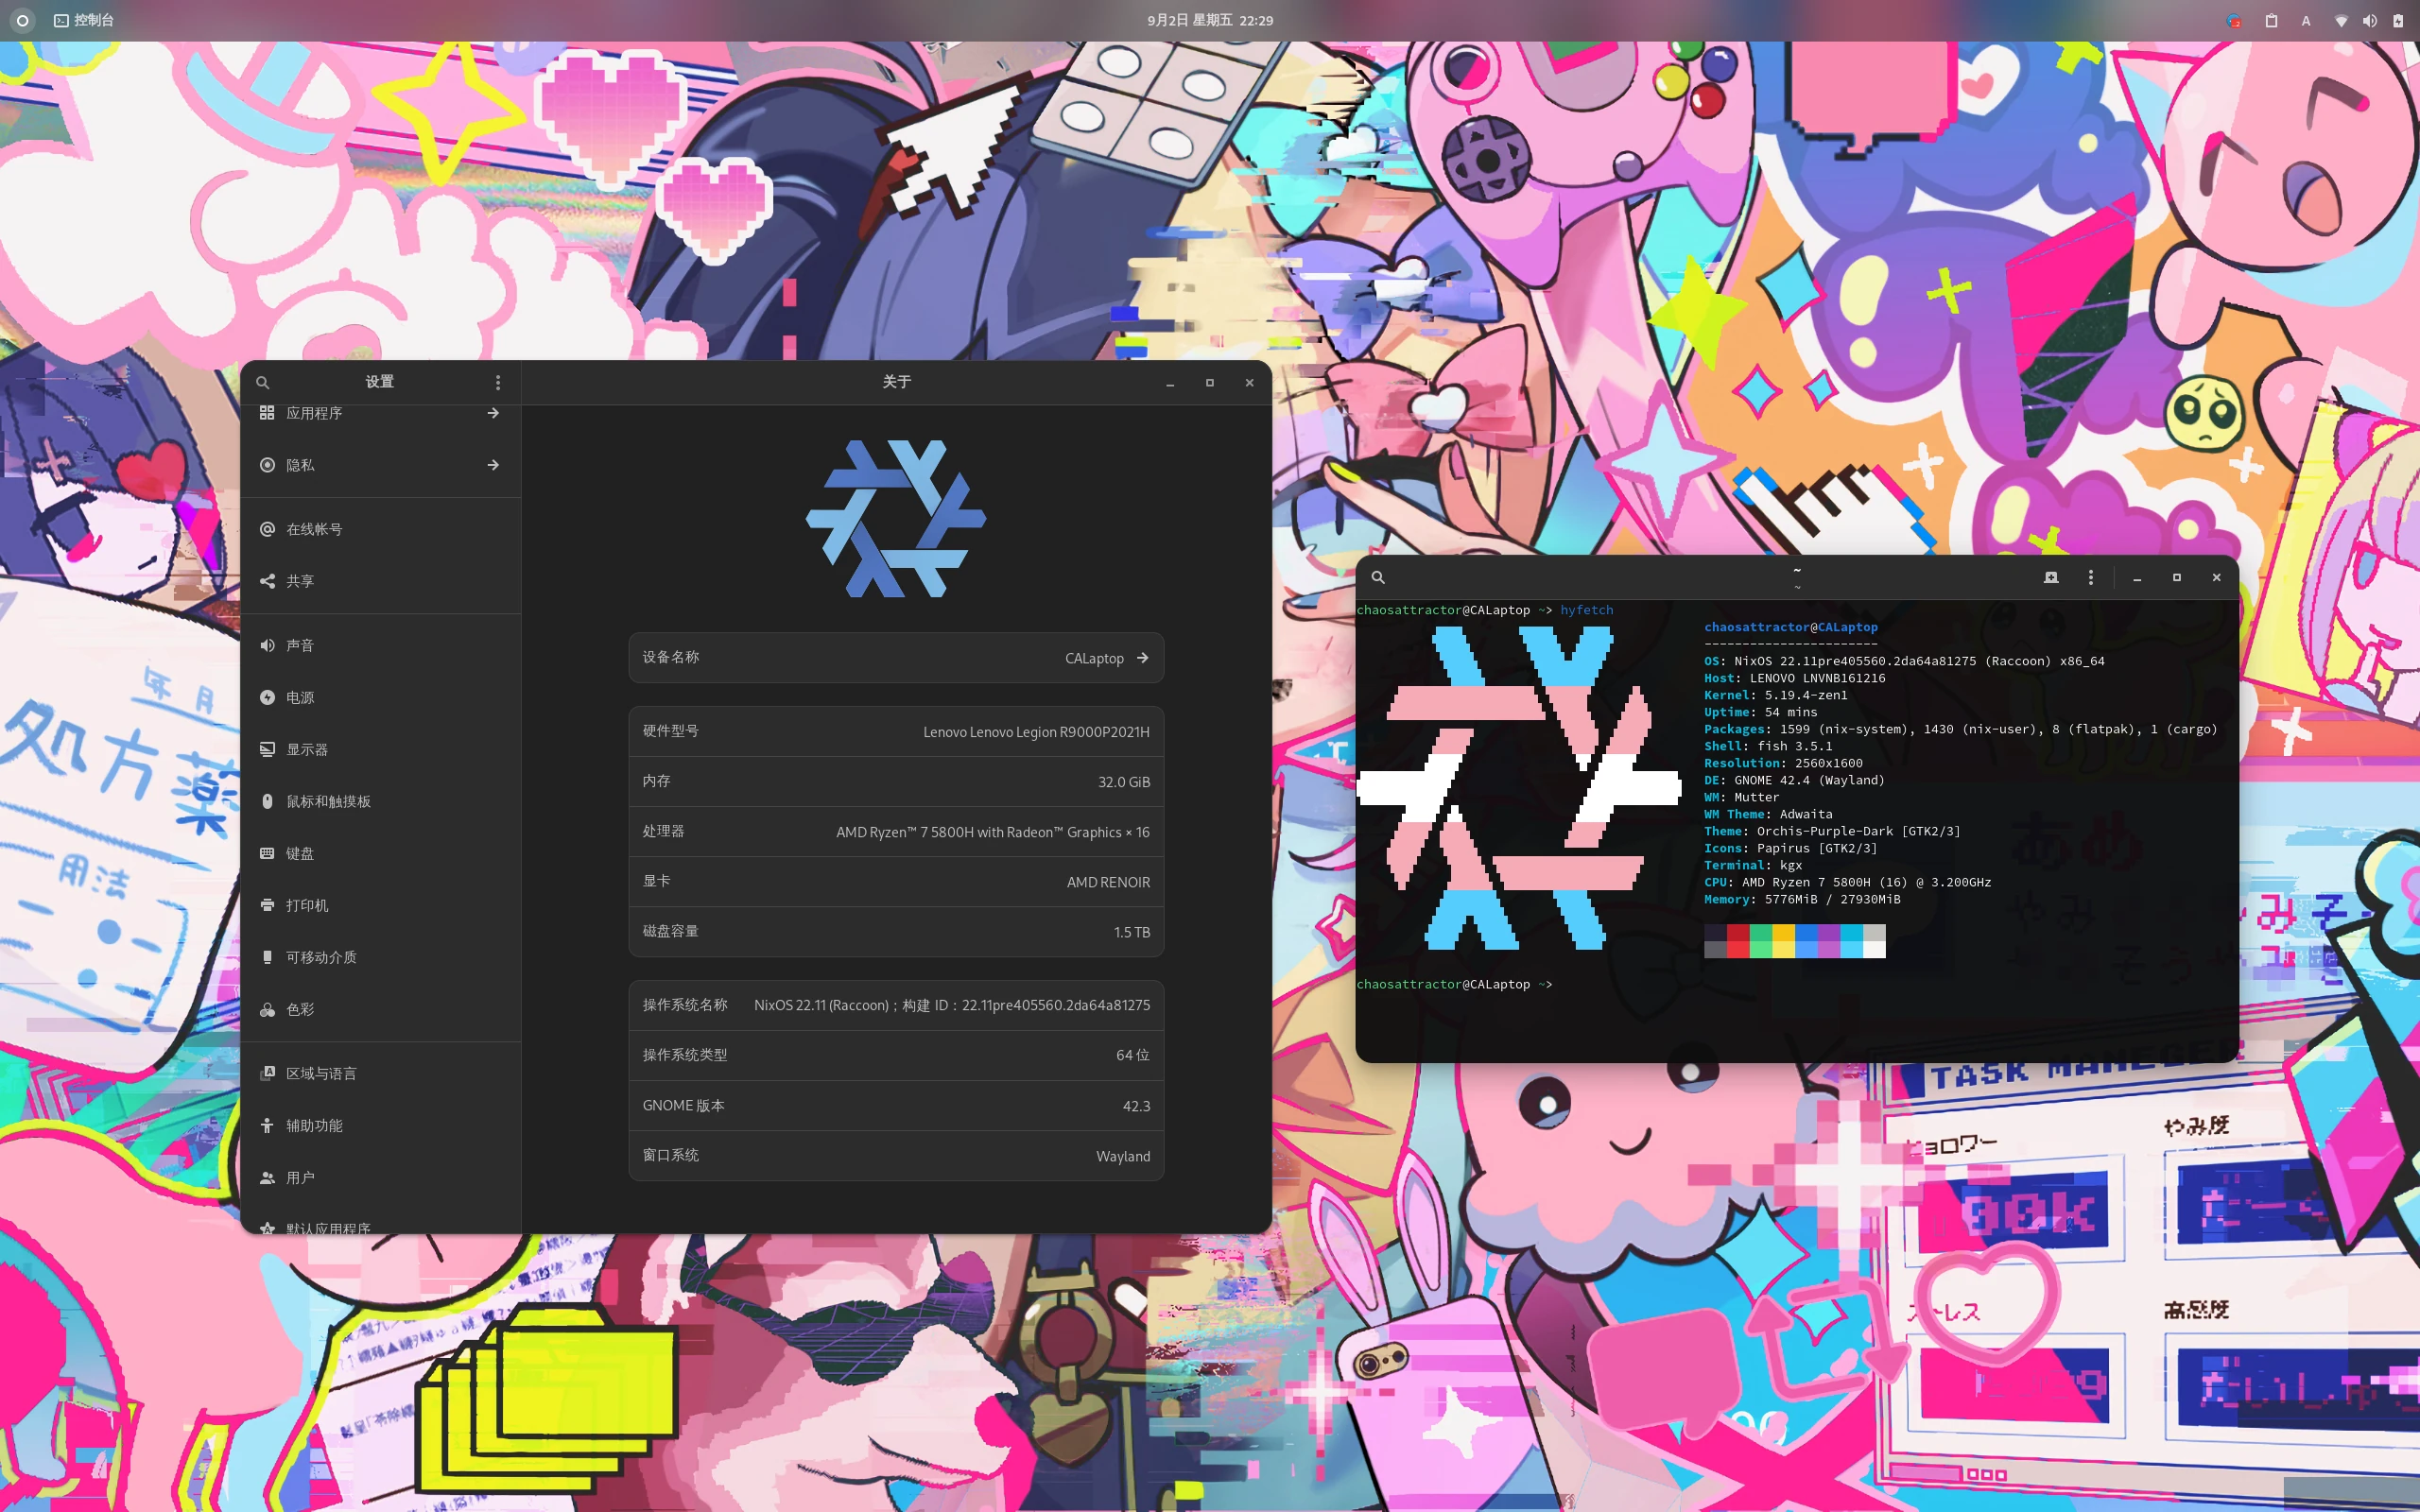 控制台
9月2日 星期五 22:29
A
设置
关于
应用程序
隐私
在线帐号
共享
声音
电源
显示器
鼠标和触摸板
键盘
打印机
可移动介质
色彩
区域与语言
辅助功能
用户
默认应用程序
设备名称 CALaptop
硬件型号 Lenovo Lenovo Legion R9000P2021H
内存 32.0 GiB
处理器 AMD Ryzen™ 7 5800H with Radeon™ Graphics × 16
显卡 AMD RENOIR
磁盘容量 1.5 TB
操作系统名称 NixOS 22.11 (Raccoon)；构建 ID：22.11pre405560.2da64a81275
操作系统类型 64 位
GNOME 版本 42.3
窗口系统 Wayland
~
~
chaosattractor@CALaptop ~> hyfetch
chaosattractor@CALaptop
-----------------------
OS: NixOS 22.11pre405560.2da64a81275 (Raccoon) x86_64
Host: LENOVO LNVNB161216
Kernel: 5.19.4-zen1
Uptime: 54 mins
Packages: 1599 (nix-system), 1430 (nix-user), 8 (flatpak), 1 (cargo)
Shell: fish 3.5.1
Resolution: 2560x1600
DE: GNOME 42.4 (Wayland)
WM: Mutter
WM Theme: Adwaita
Theme: Orchis-Purple-Dark [GTK2/3]
Icons: Papirus [GTK2/3]
Terminal: kgx
CPU: AMD Ryzen 7 5800H (16) @ 3.200GHz
Memory: 5776MiB / 27930MiB
chaosattractor@CALaptop ~>
年月
処方薬
用法
あめ
やみ
TASK MANEGER
やみ度
ストレス
高感度